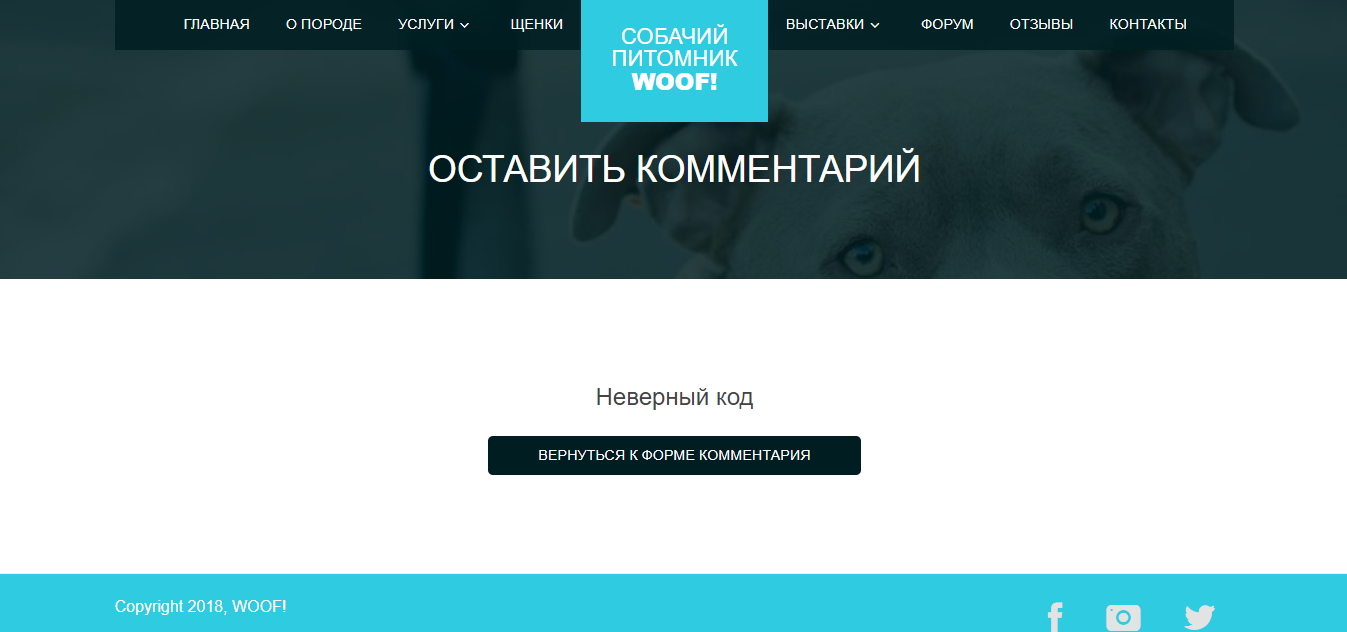 ГЛАВНАЯ О ПОРОДЕ УСЛУГИ ЩЕНКИ
СОБАЧИЙ
ПИТОМНИК
WOOF!
ВЫСТАВКИ ФОРУМ ОТЗЫВЫ КОНТАКТЫ
ОСТАВИТЬ КОММЕНТАРИЙ
Неверный код
ВЕРНУТЬСЯ К ФОРМЕ КОММЕНТАРИЯ
Copyright 2018, WOOF!